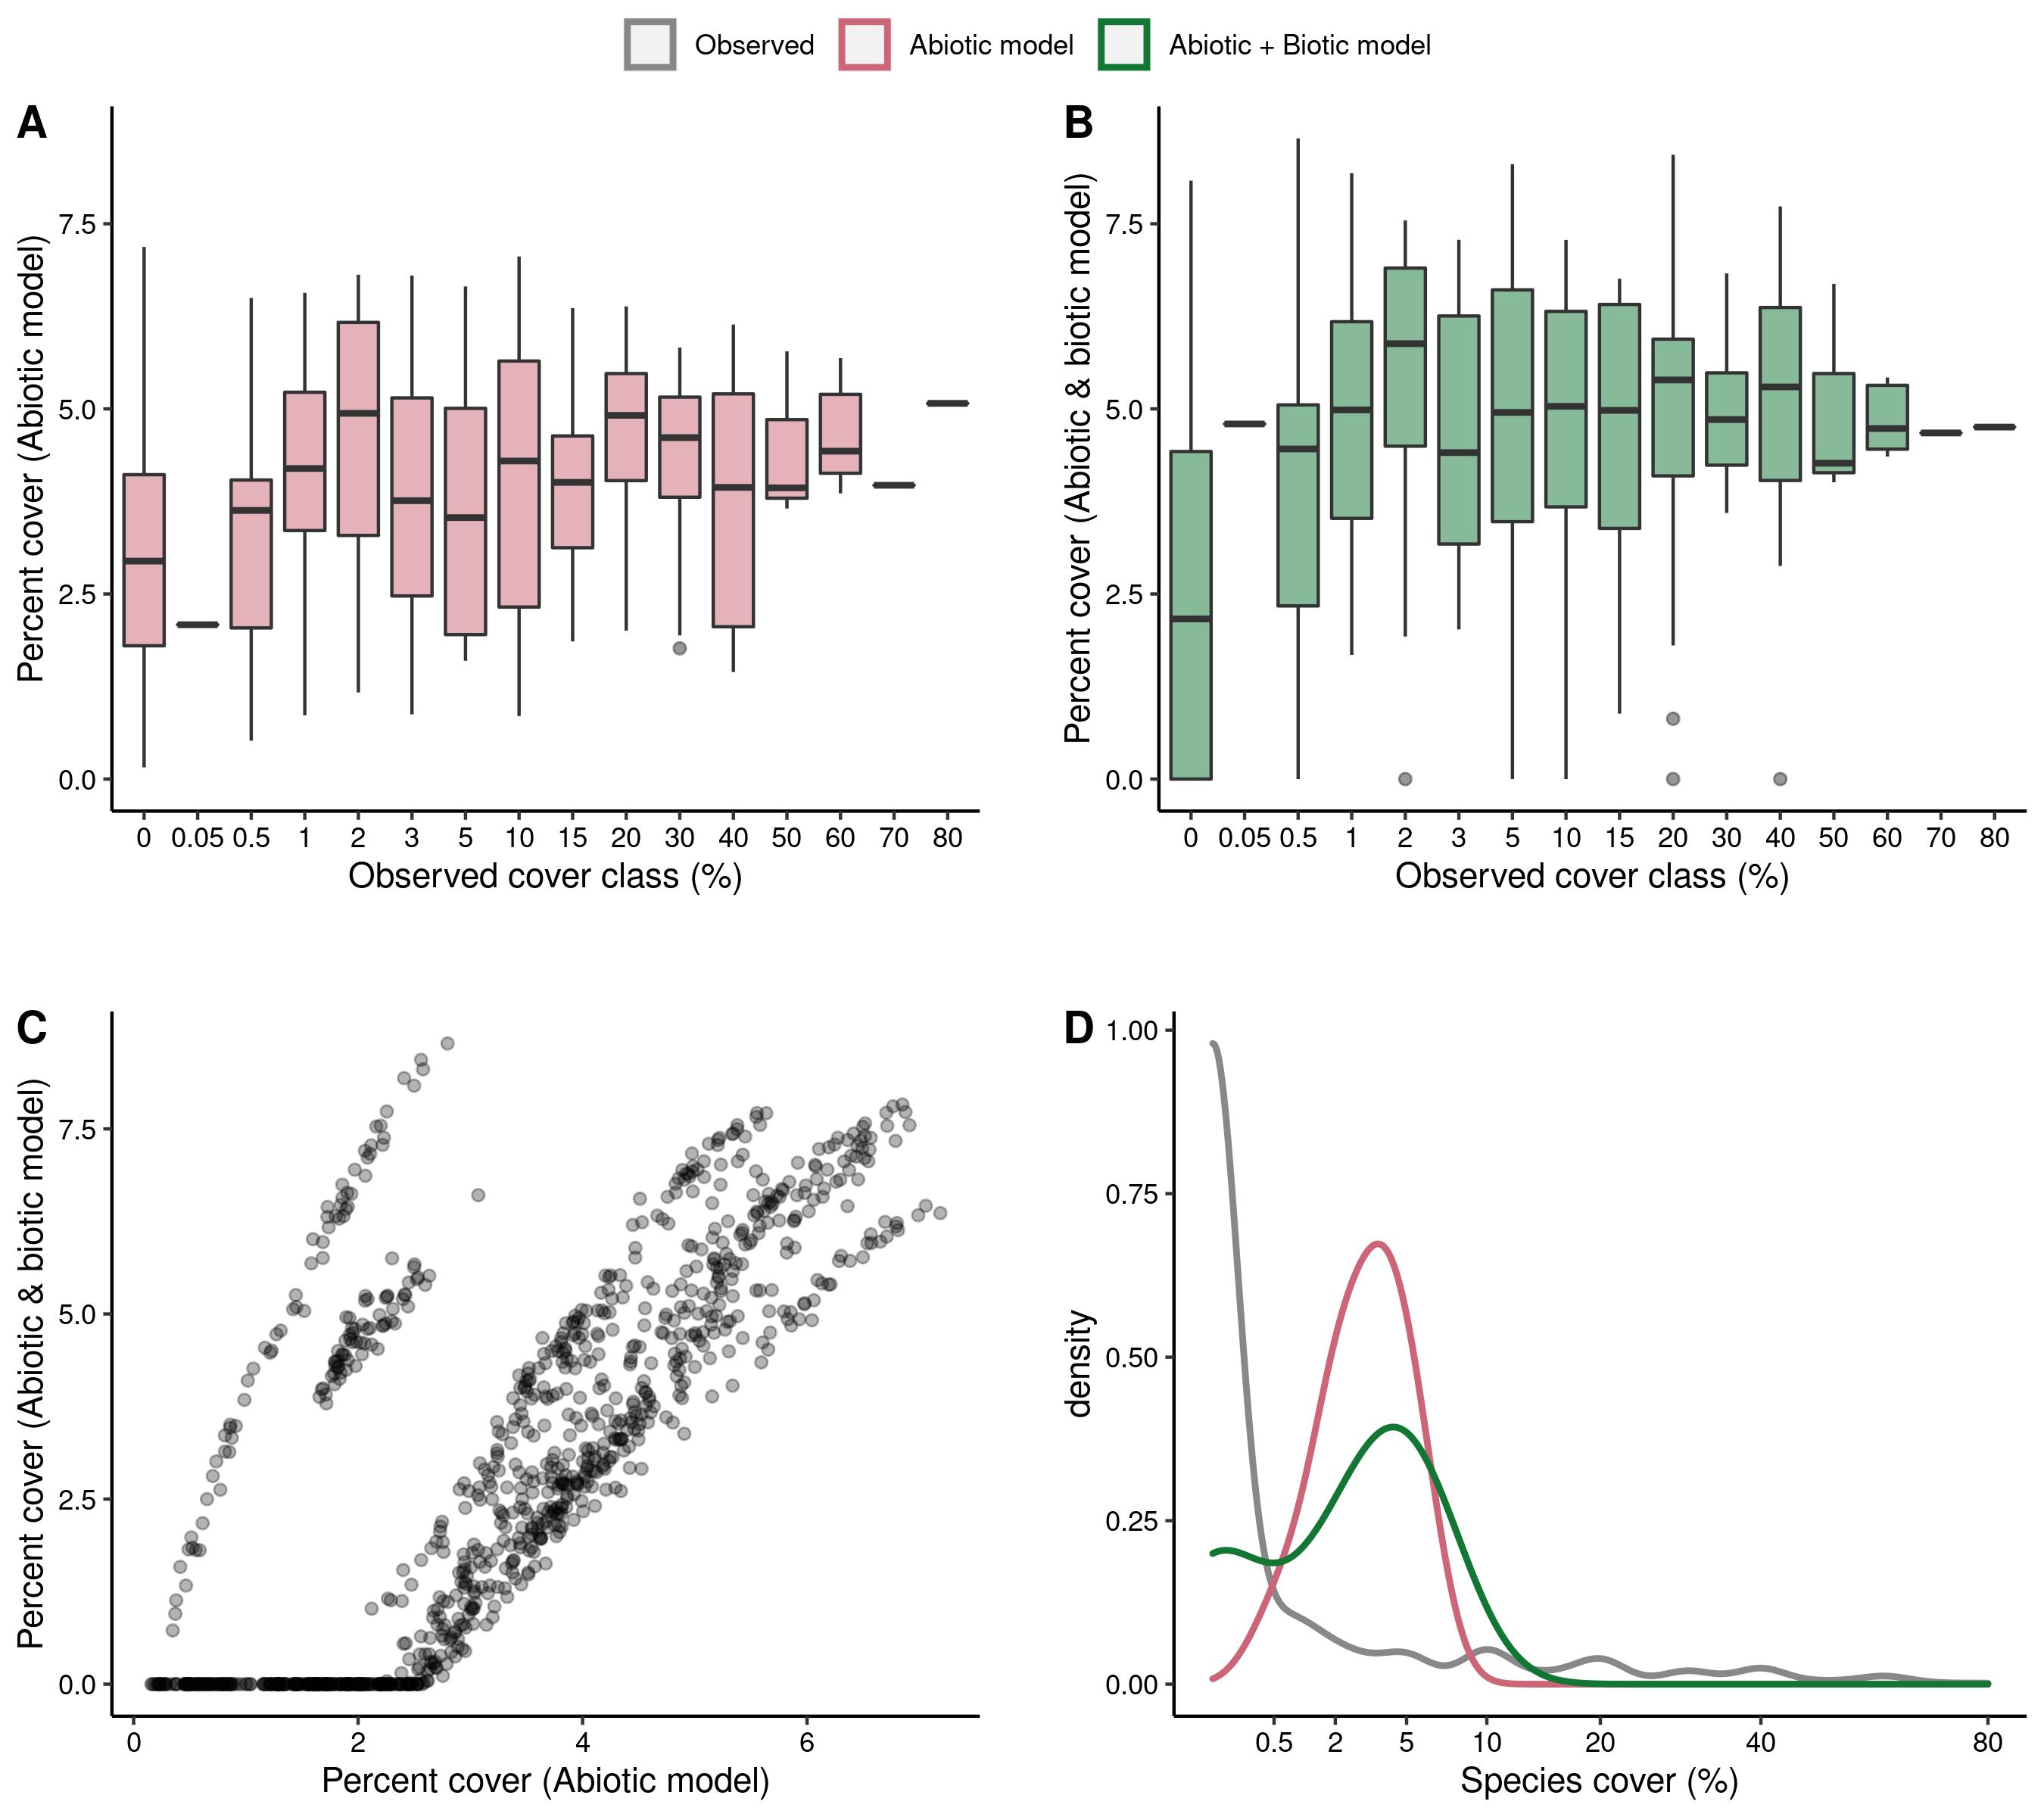 Observed Abiotic model Abiotic + Biotic model
A
Percent cover (Abiotic model)
7.5
5.0
2.5
0.0
0 0.05 0.5 1 2 3 5 10 15 20 30 40 50 60 70 80
Observed cover class (%)
B
Percent cover (Abiotic & biotic model)
7.5
5.0
2.5
0.0
0 0.05 0.5 1 2 3 5 10 15 20 30 40 50 60 70 80
Observed cover class (%)
C
Percent cover (Abiotic & biotic model)
7.5
5.0
2.5
0.0
0 2 4 6
Percent cover (Abiotic model)
D
density
1.00
0.75
0.50
0.25
0.00
0.5 2 5 10 20 40 80
Species cover (%)